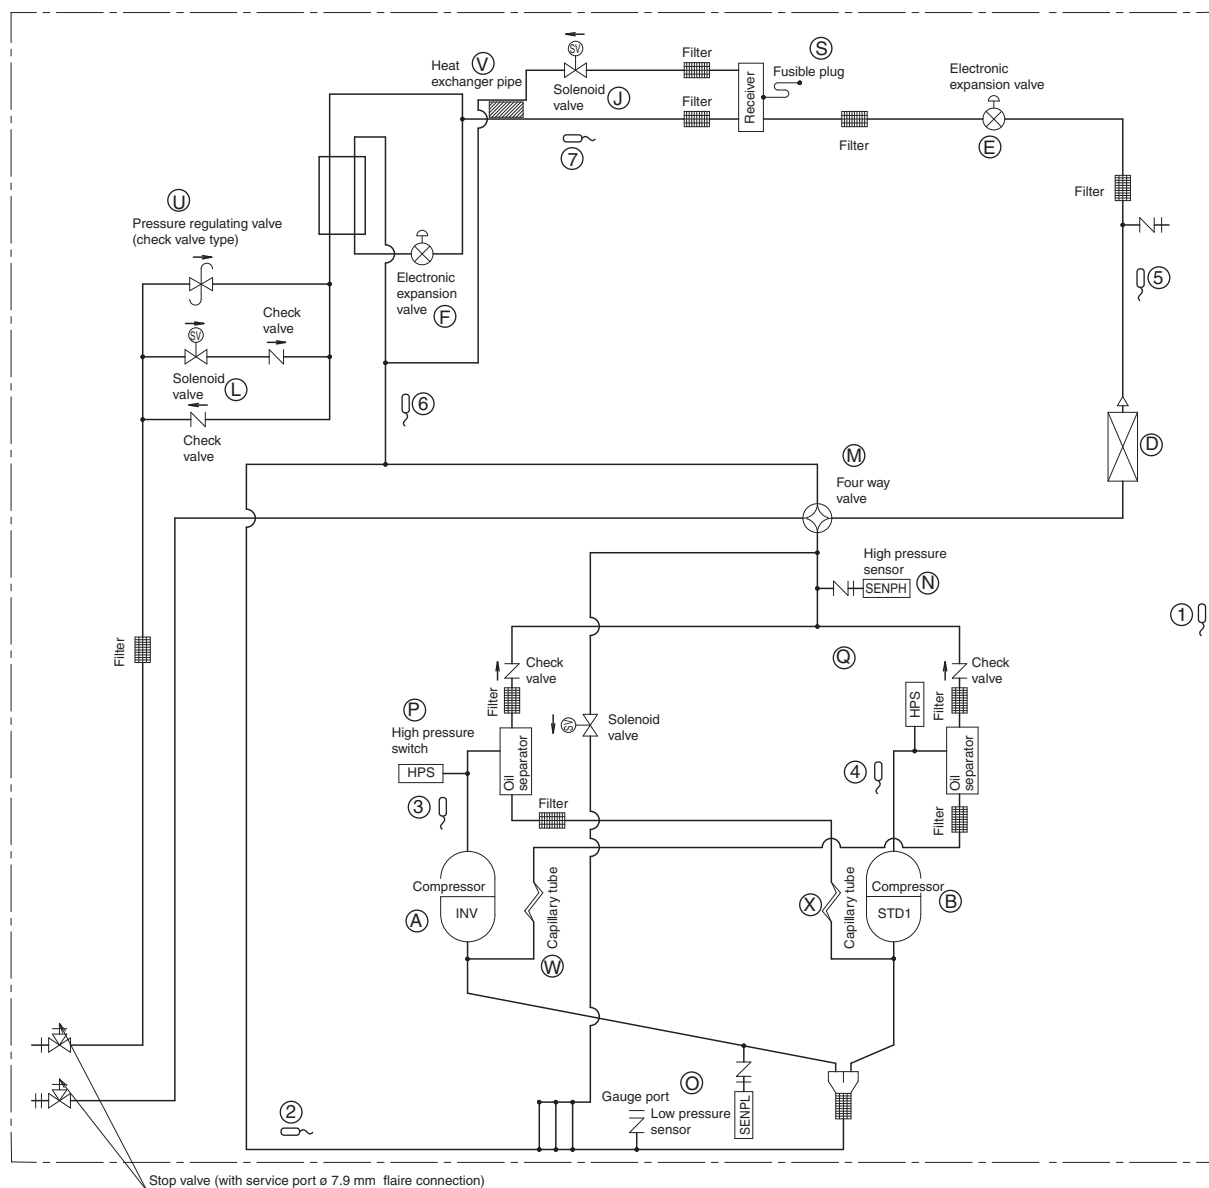 SV
Filter
S
Fusible plug
Heat
exchanger pipe
V
Solenoid
valve
J
Receiver
Electronic
expansion valve
Filter
Filter
E
7
Filter
U
Pressure regulating valve
(check valve type)
5
Electronic
expansion
valve
F
Check
valve
SV
Solenoid
valve
L
6
Check
valve
D
M
Four way
valve
High pressure
sensor
SENPH
N
1
Filter
Q
Check
valve
Check
valve
Filter
HPS
Filter
P
High pressure
switch
HPS
SV
Solenoid
valve
Oil
separator
Oil
separator
3
4
Filter
Filter
Compressor
INV
A
Capillary tube
W
X
Capillary tube
Compressor
STD1
B
O
Gauge port
Low pressure
sensor
SENPL
2
Stop valve (with service port ø 7.9 mm flaire connection)